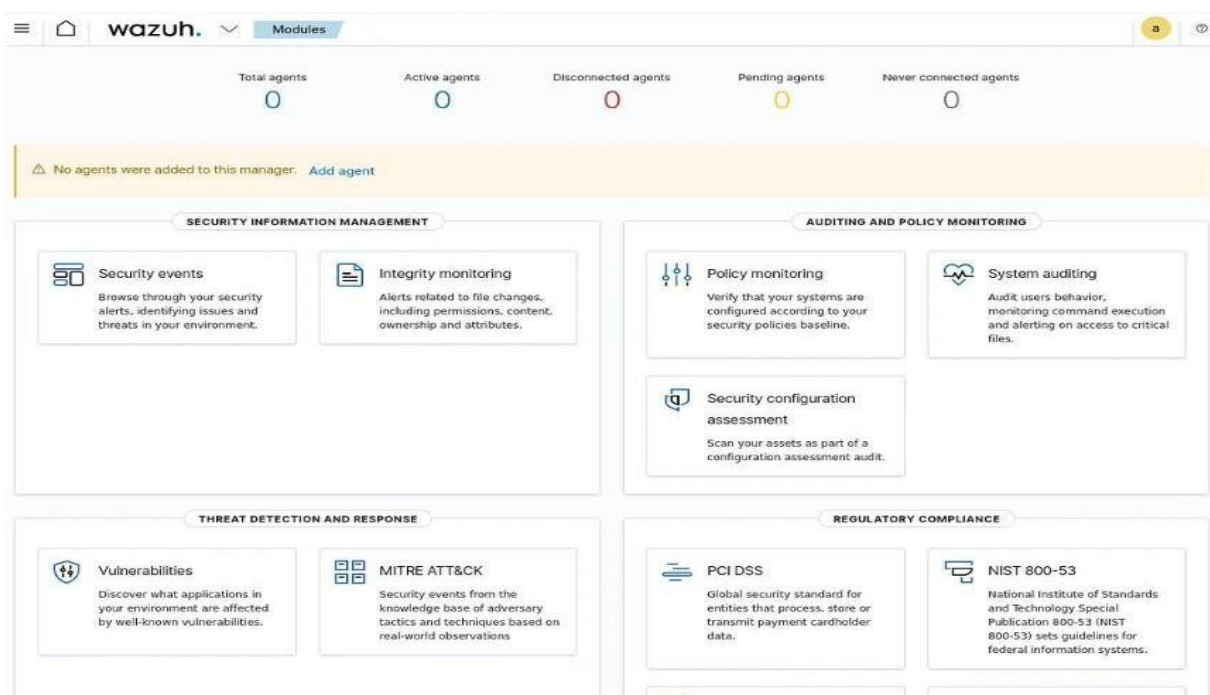 wazuh. Modules a
Total agents Active agents Disconnected agents Pending agents Never connected agents
0 0 0 0 0
No agents were added to this manager. Add agent
SECURITY INFORMATION MANAGEMENT
Security events
Browse through your security
alerts, identifying issues and
threats in your environment.
Integrity monitoring
Alerts related to file changes,
including permissions, content,
ownership and attributes.
AUDITING AND POLICY MONITORING
Policy monitoring
Verify that your systems are
configured according to your
security policies baseline.
System auditing
Audit users behavior,
monitoring command execution
and alerting on access to critical
files.
Security configuration
assessment
Scan your assets as part of a
configuration assessment audit.
THREAT DETECTION AND RESPONSE
Vulnerabilities
Discover what applications in
your environment are affected
by well-known vulnerabilities.
MITRE ATT&CK
Security events from the
knowledge base of adversary
tactics and techniques based on
real-world observations
REGULATORY COMPLIANCE
PCI DSS
Global security standard for
entities that process, store or
transmit payment cardholder
data.
NIST 800-53
National Institute of Standards
and Technology Special
Publication 800-53 (NIST
800-53) sets guidelines for
federal information systems.